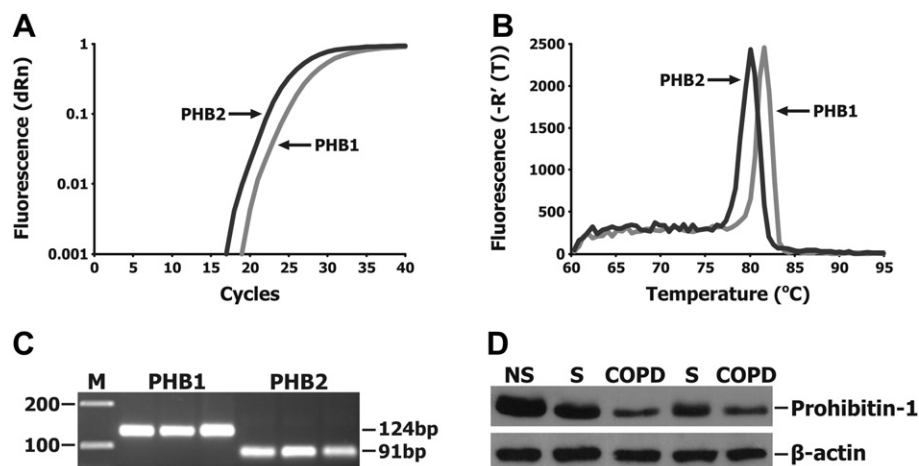 A
Fluorescence (dRn)
1
0.1
0.01
0.001
PHB2
PHB1
0 5 10 15 20 25 30 35 40
Cycles
B
Fluorescence (-R' (T))
2500
2000
1500
1000
500
0
PHB2
PHB1
60 65 70 75 80 85 90 95
Temperature (°C)
C
M PHB1 PHB2
200
100
124bp
91bp
D
NS S COPD S COPD
Prohibitin-1
β-actin